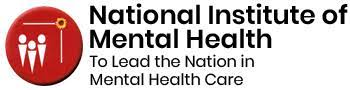 National Institute of
Mental Health
To Lead the Nation in
Mental Health Care